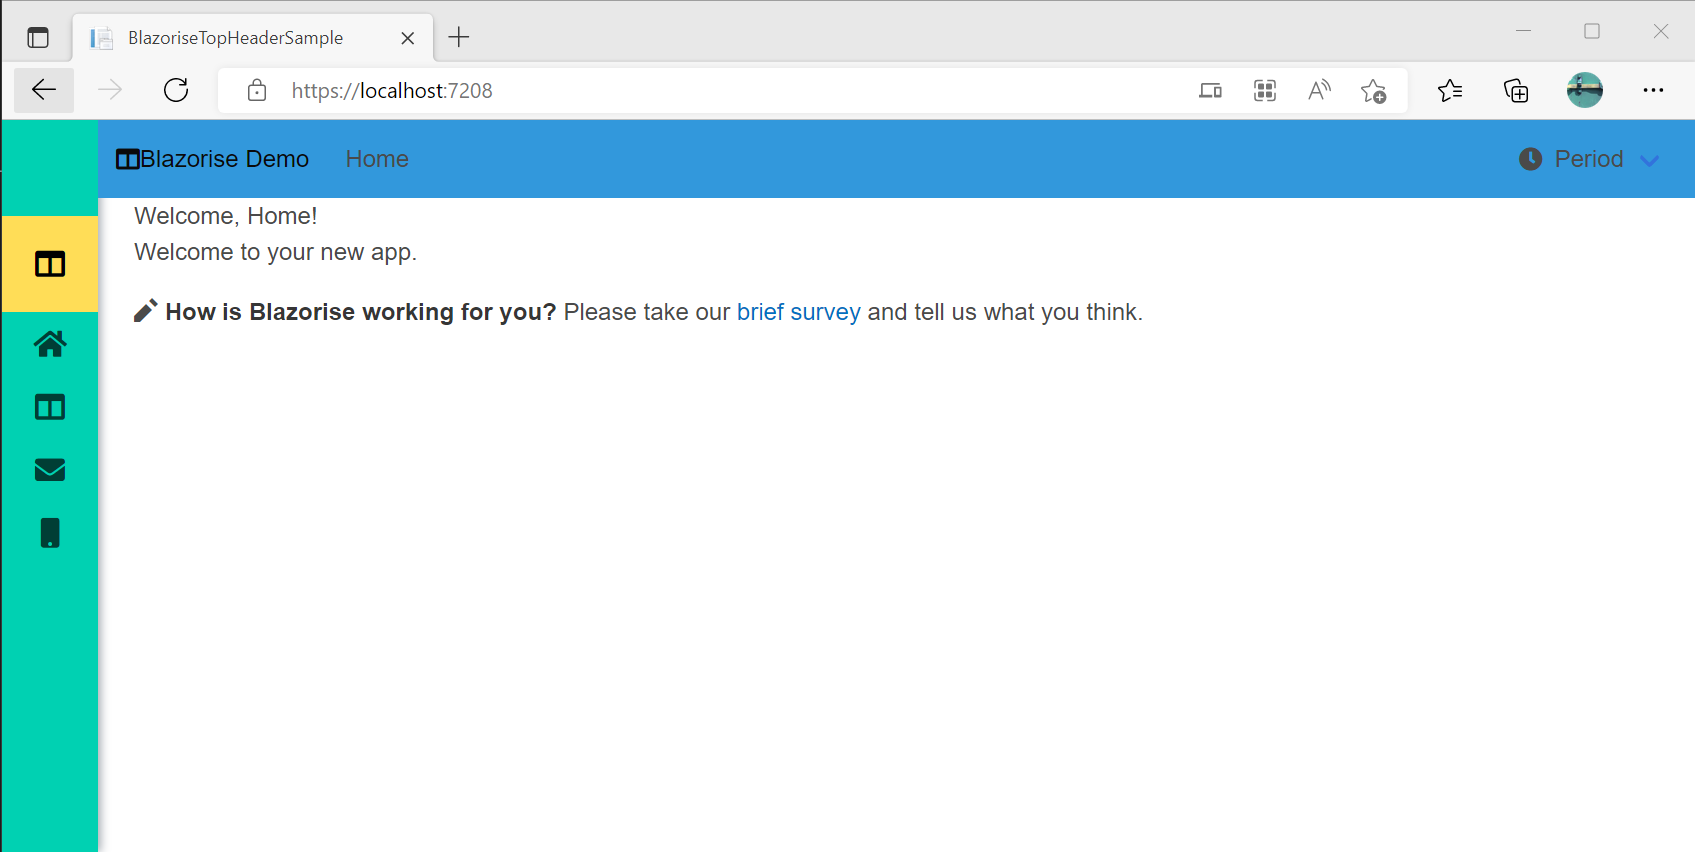 BlazoriseTopHeaderSample
https://localhost:7208
Blazorise Demo Home Period
Welcome, Home!
Welcome to your new app.
How is Blazorise working for you? Please take our brief survey and tell us what you think.